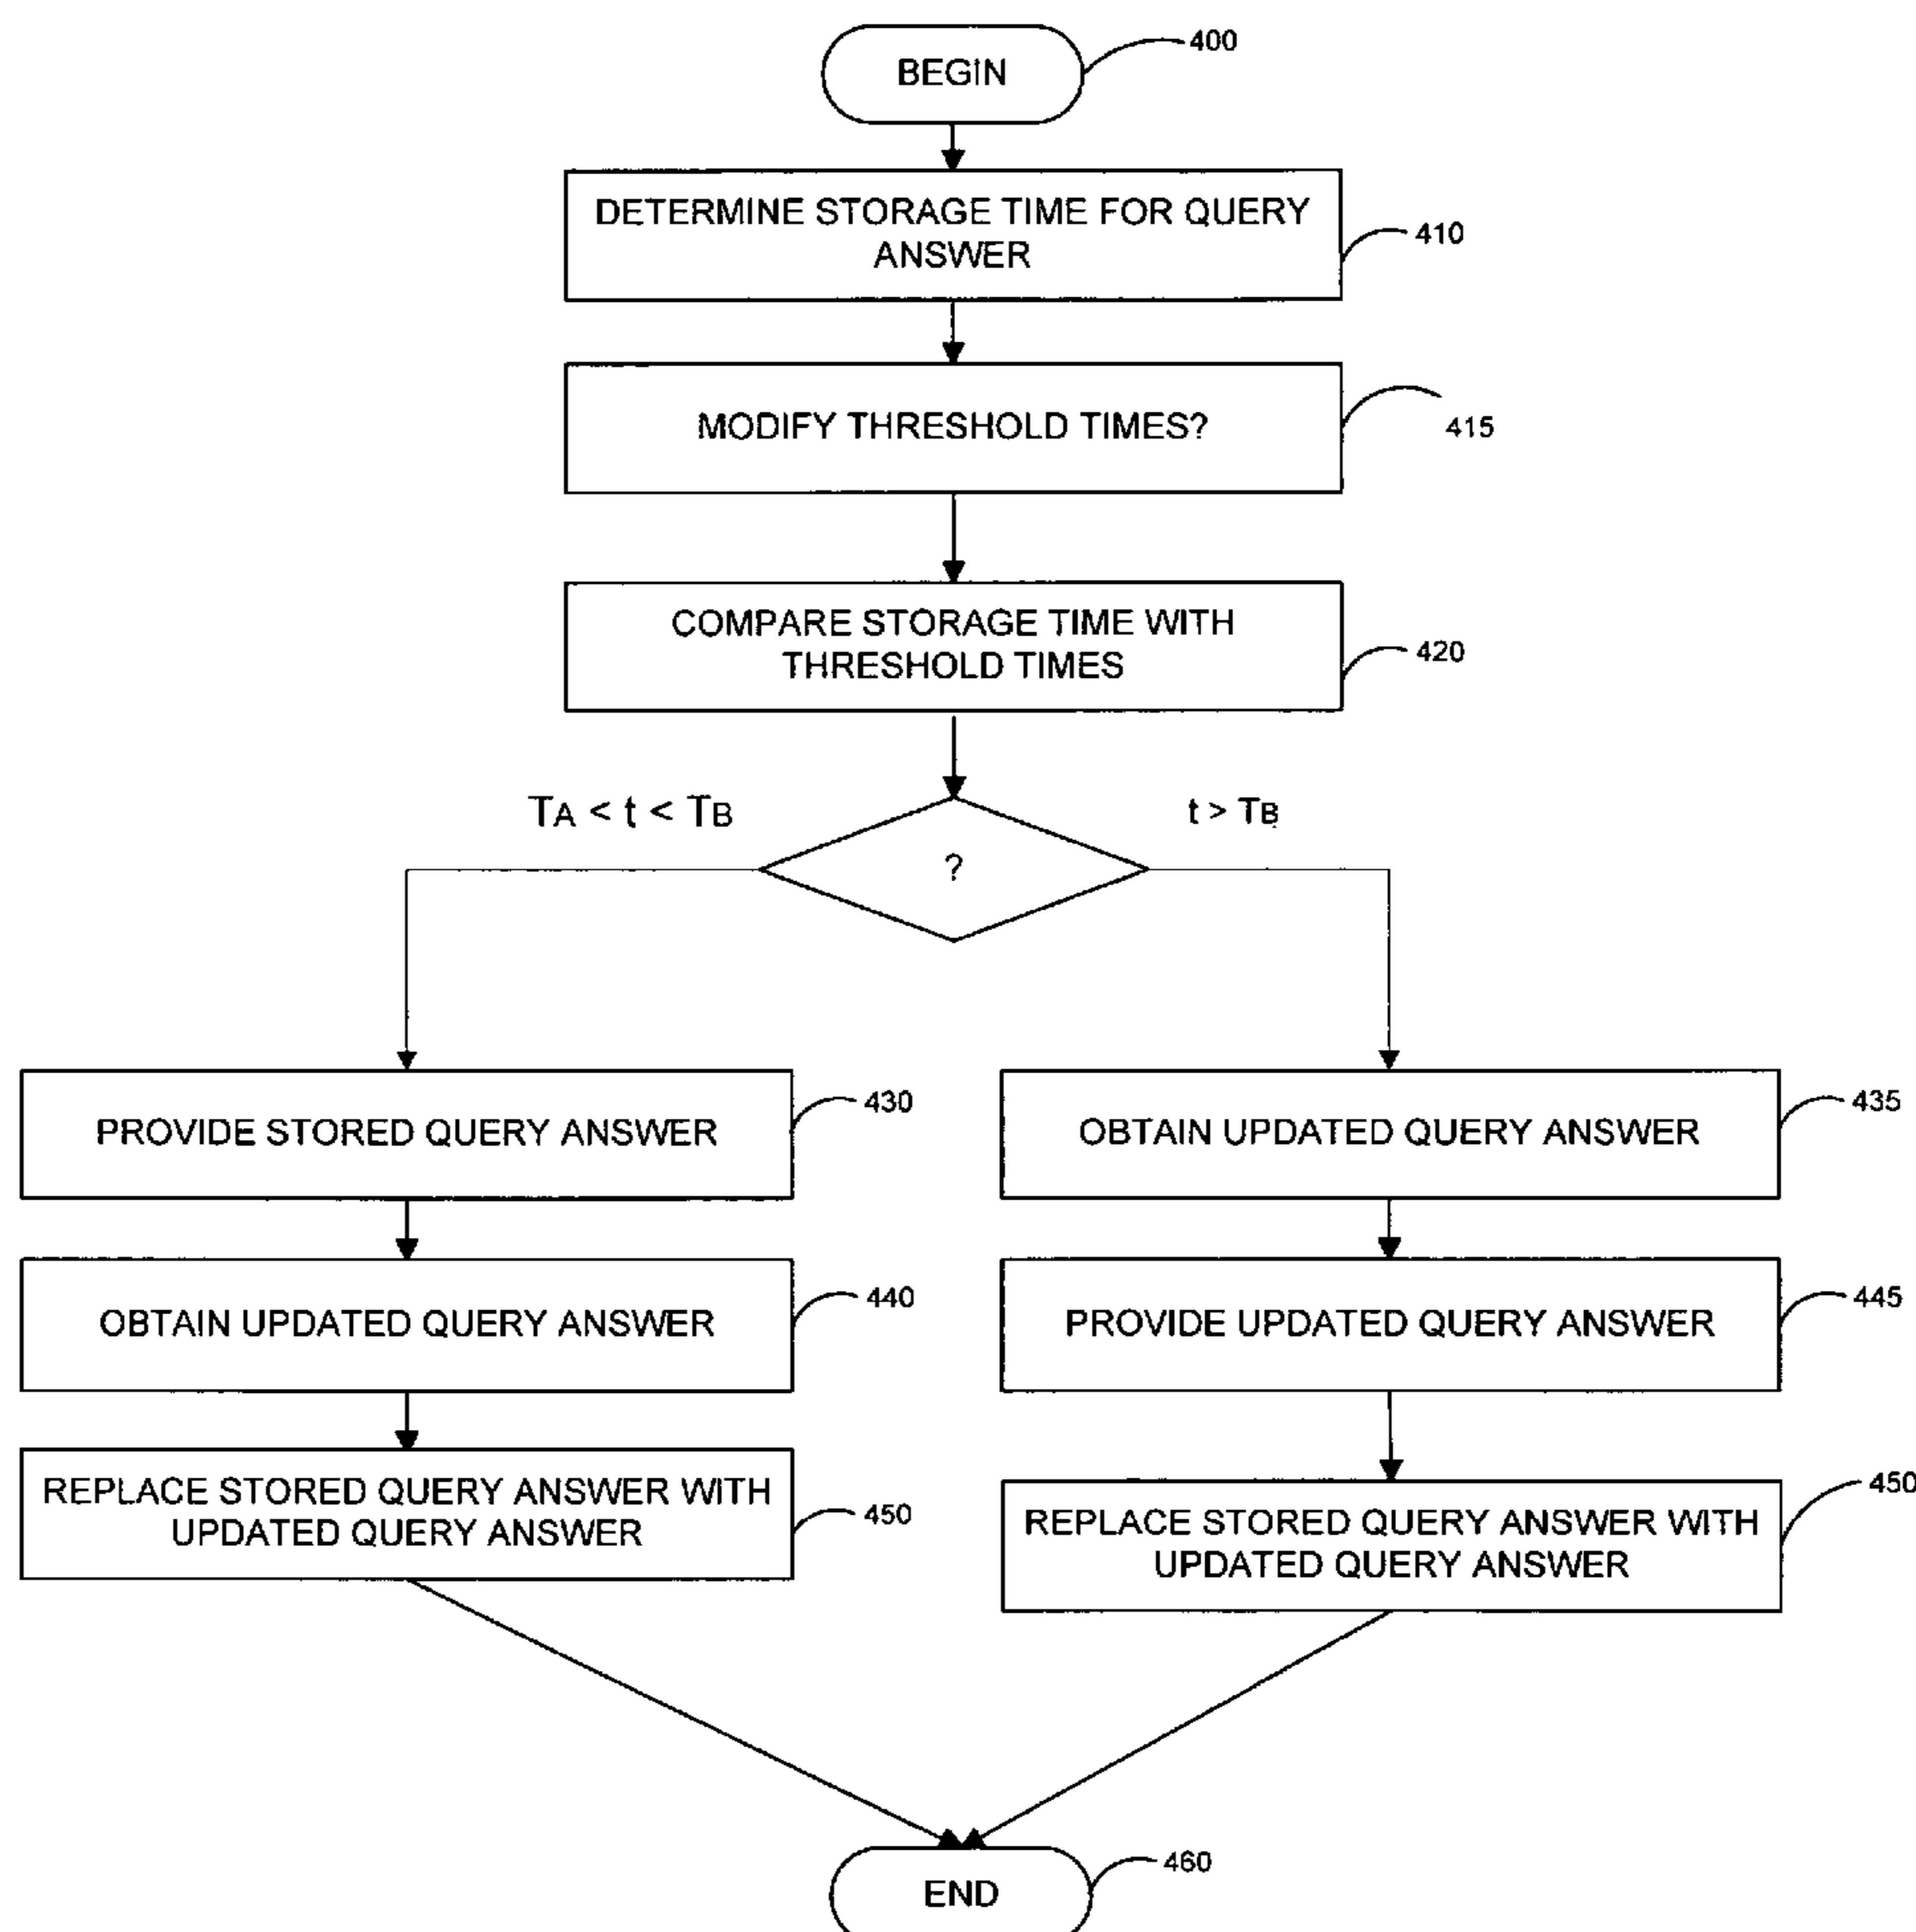 BEGIN
400
DETERMINE STORAGE TIME FOR QUERY
ANSWER
410
MODIFY THRESHOLD TIMES?
415
COMPARE STORAGE TIME WITH
THRESHOLD TIMES
420
TA < t < TB
t > TB
?
PROVIDE STORED QUERY ANSWER
430
OBTAIN UPDATED QUERY ANSWER
435
OBTAIN UPDATED QUERY ANSWER
440
PROVIDE UPDATED QUERY ANSWER
445
REPLACE STORED QUERY ANSWER WITH
UPDATED QUERY ANSWER
450
REPLACE STORED QUERY ANSWER WITH
UPDATED QUERY ANSWER
450
END
460